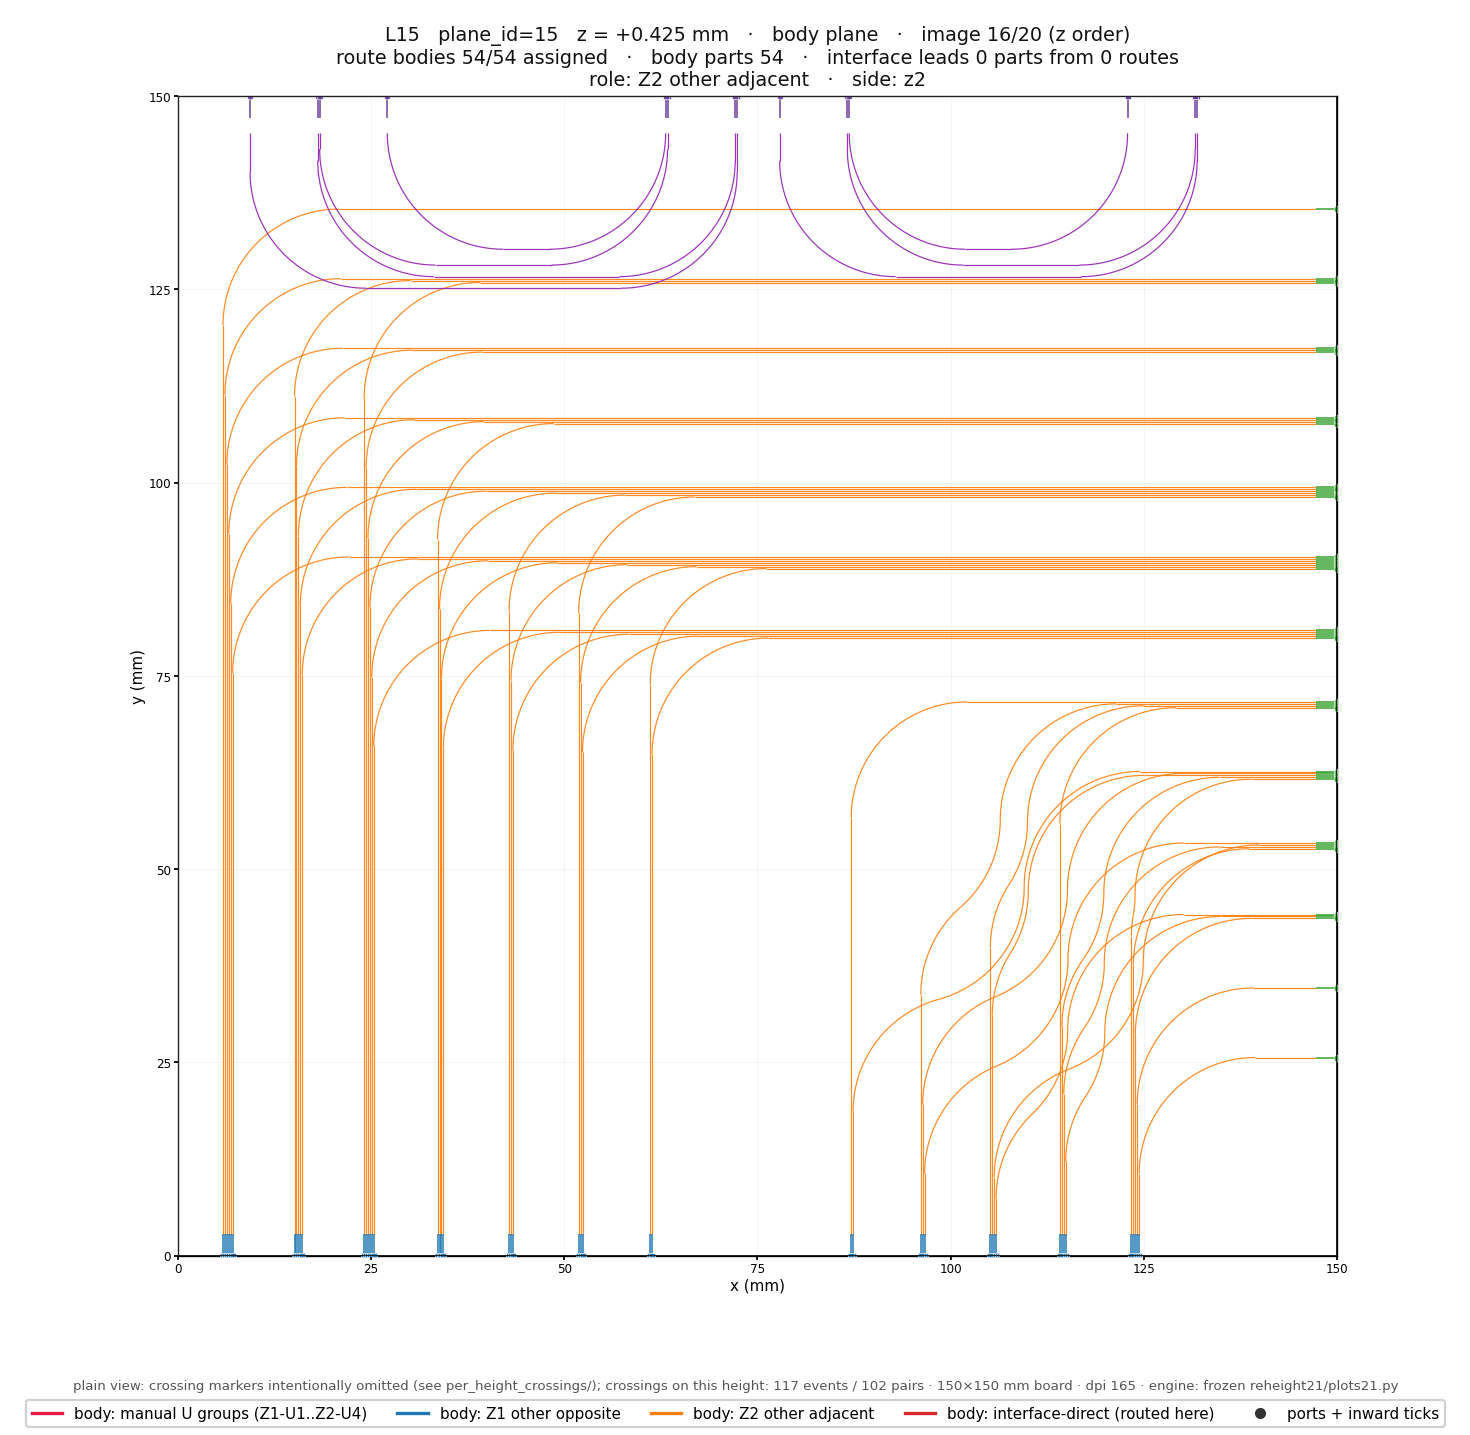 L15   plane_id=15   z = +0.425 mm   ·   body plane   ·   image 16/20 (z order)
route bodies 54/54 assigned   ·   body parts 54   ·   interface leads 0 parts from 0 routes
role: Z2 other adjacent   ·   side: z2
150
125
100
75
50
25
0
y (mm)
0 25 50 75 100 125 150
x (mm)
plain view: crossing markers intentionally omitted (see per_height_crossings/); crossings on this height: 117 events / 102 pairs · 150×150 mm board · dpi 165 · engine: frozen reheight21/plots21.py
body: manual U groups (Z1-U1..Z2-U4) body: Z1 other opposite body: Z2 other adjacent body: interface-direct (routed here) ports + inward ticks